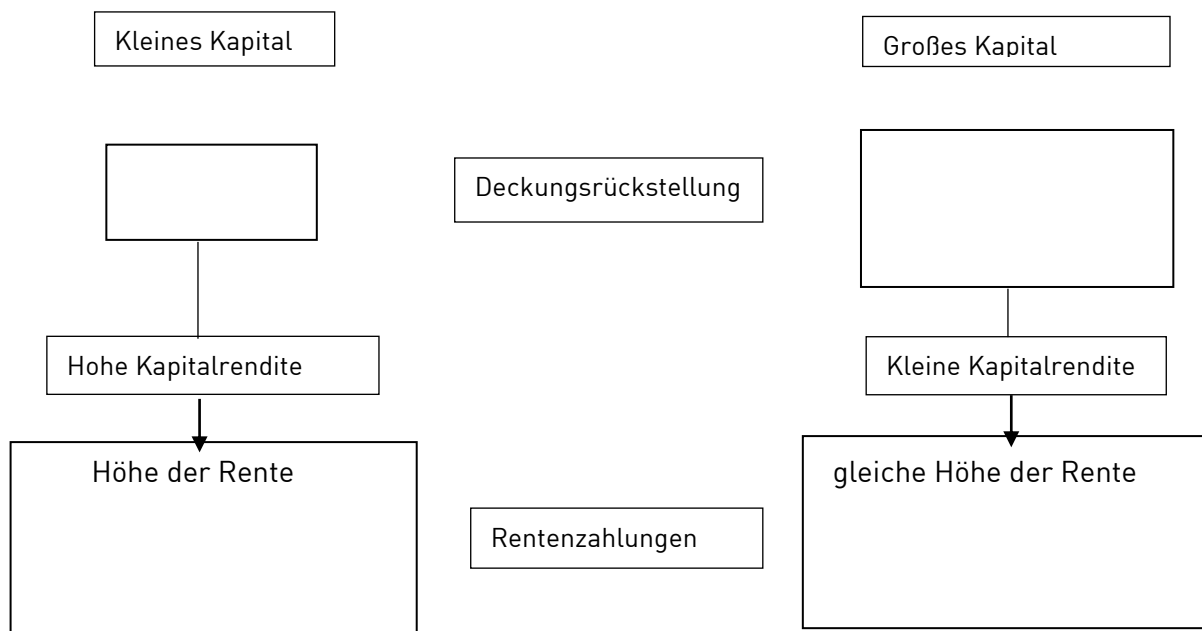 Kleines Kapital
Großes Kapital
Deckungsrückstellung
Hohe Kapitalrendite
Kleine Kapitalrendite
Höhe der Rente
gleiche Höhe der Rente
Rentenzahlungen